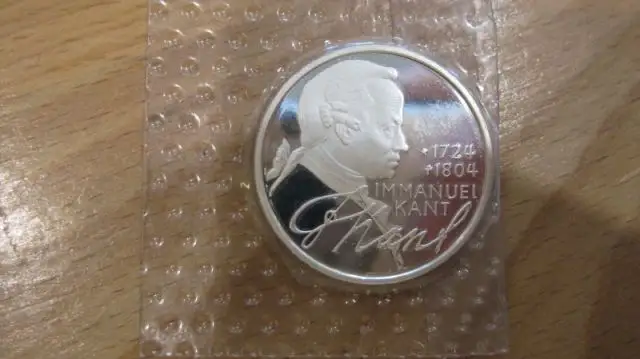 *1724
†1804
IMMANUEL
KANT
I Kant